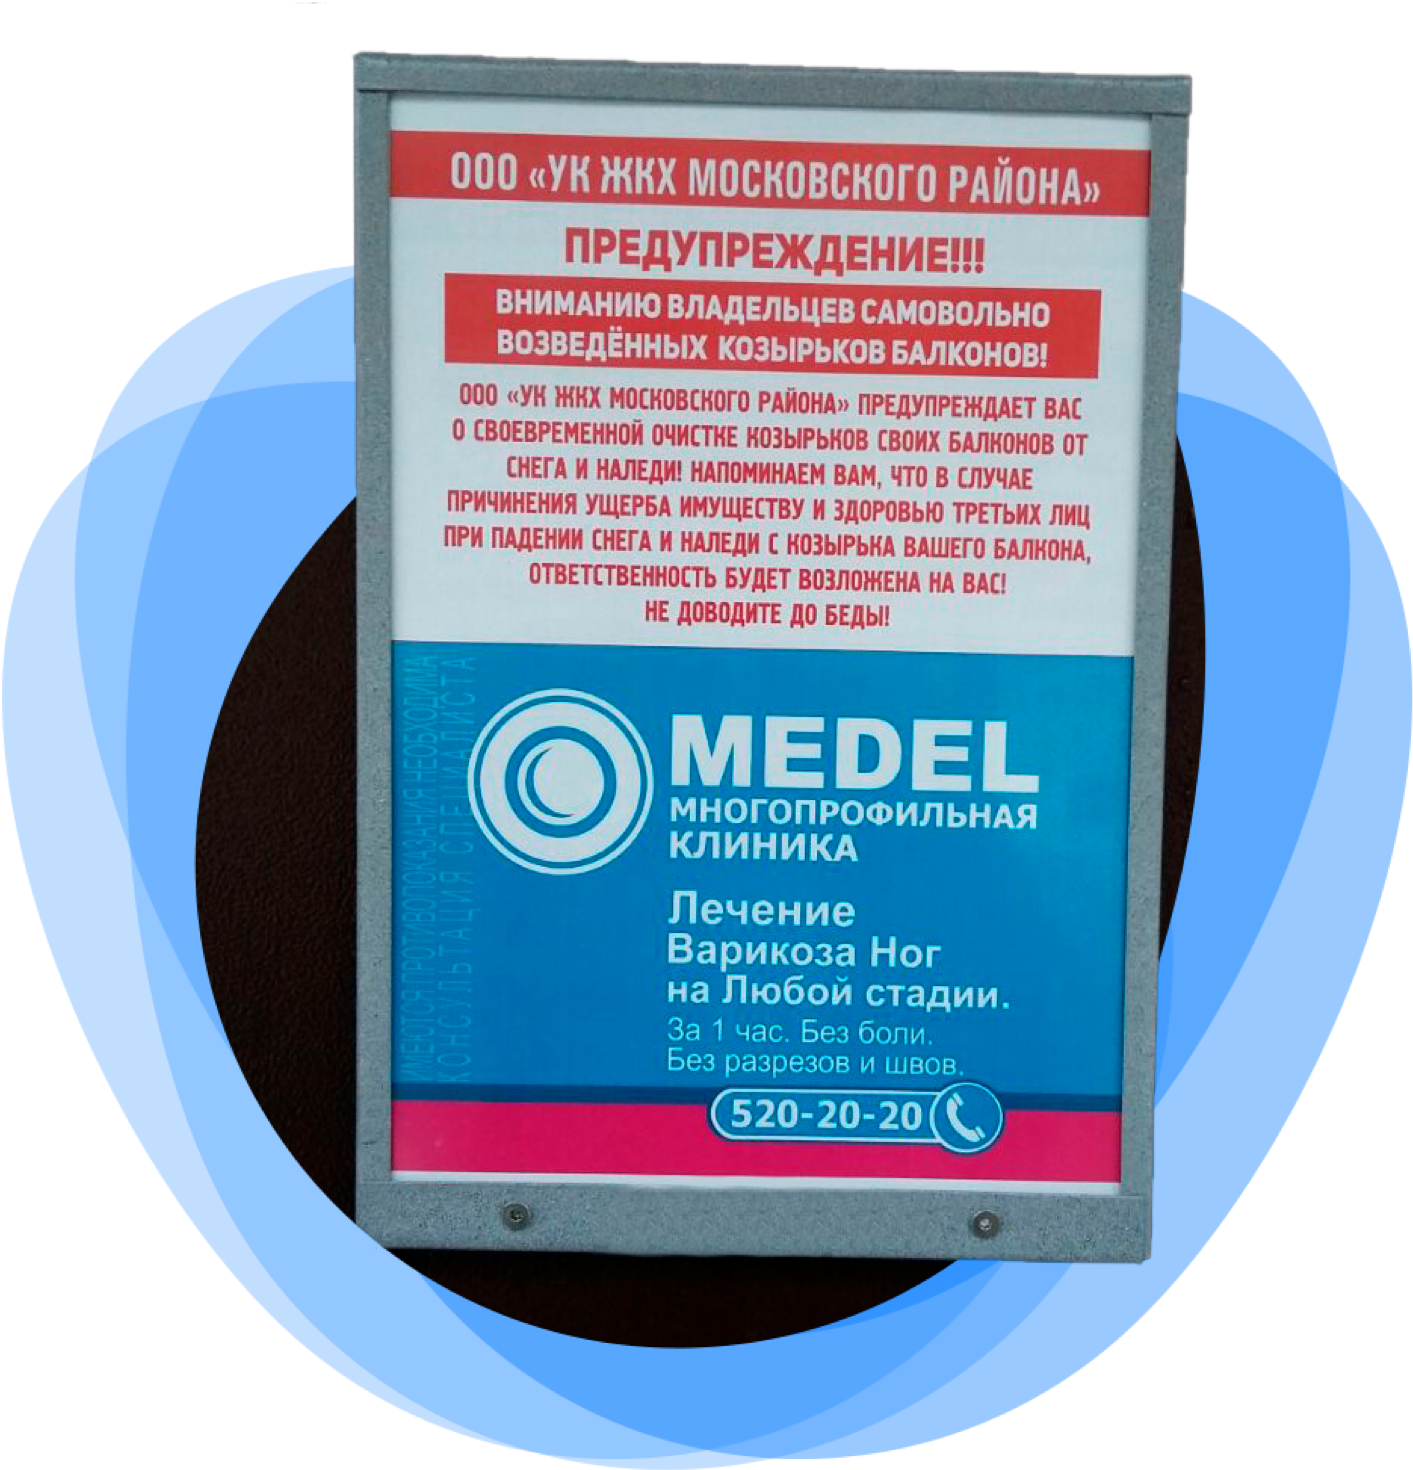 ООО «УК ЖКХ МОСКОВСКОГО РАЙОНА»
ПРЕДУПРЕЖДЕНИЕ!!!
ВНИМАНИЮ ВЛАДЕЛЬЦЕВ САМОВОЛЬНО
ВОЗВЕДЁННЫХ КОЗЫРЬКОВ БАЛКОНОВ!
ООО «УК ЖКХ МОСКОВСКОГО РАЙОНА» ПРЕДУПРЕЖДАЕТ ВАС
О СВОЕВРЕМЕННОЙ ОЧИСТКЕ КОЗЫРЬКОВ СВОИХ БАЛКОНОВ ОТ
СНЕГА И НАЛЕДИ! НАПОМИНАЕМ ВАМ, ЧТО В СЛУЧАЕ
ПРИЧИНЕНИЯ УЩЕРБА ИМУЩЕСТВУ И ЗДОРОВЬЮ ТРЕТЬИХ ЛИЦ
ПРИ ПАДЕНИИ СНЕГА И НАЛЕДИ С КОЗЫРЬКА ВАШЕГО БАЛКОНА,
ОТВЕТСТВЕННОСТЬ БУДЕТ ВОЗЛОЖЕНА НА ВАС!
НЕ ДОВОДИТЕ ДО БЕДЫ!
ИМЕЮТСЯ ПРОТИВОПОКАЗАНИЯ НЕОБХОДИМА
КОНСУЛЬТАЦИЯ СПЕЦИАЛИСТА
MEDEL
МНОГОПРОФИЛЬНАЯ
КЛИНИКА
Лечение
Варикоза Ног
на Любой стадии.
За 1 час. Без боли.
Без разрезов и швов.
520-20-20